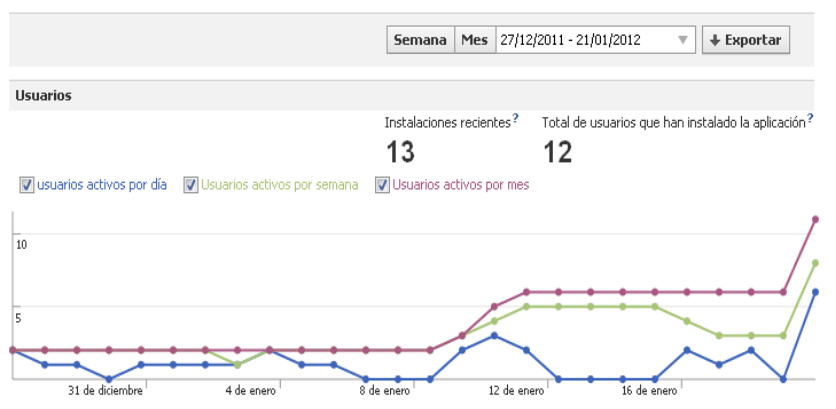 Semana Mes 27/12/2011 - 21/01/2012 Exportar
Usuarios
Instalaciones recientes? Total de usuarios que han instalado la aplicación?
13 12
usuarios activos por día Usuarios activos por semana Usuarios activos por mes
10
5
31 de diciembre 4 de enero 8 de enero 12 de enero 16 de enero